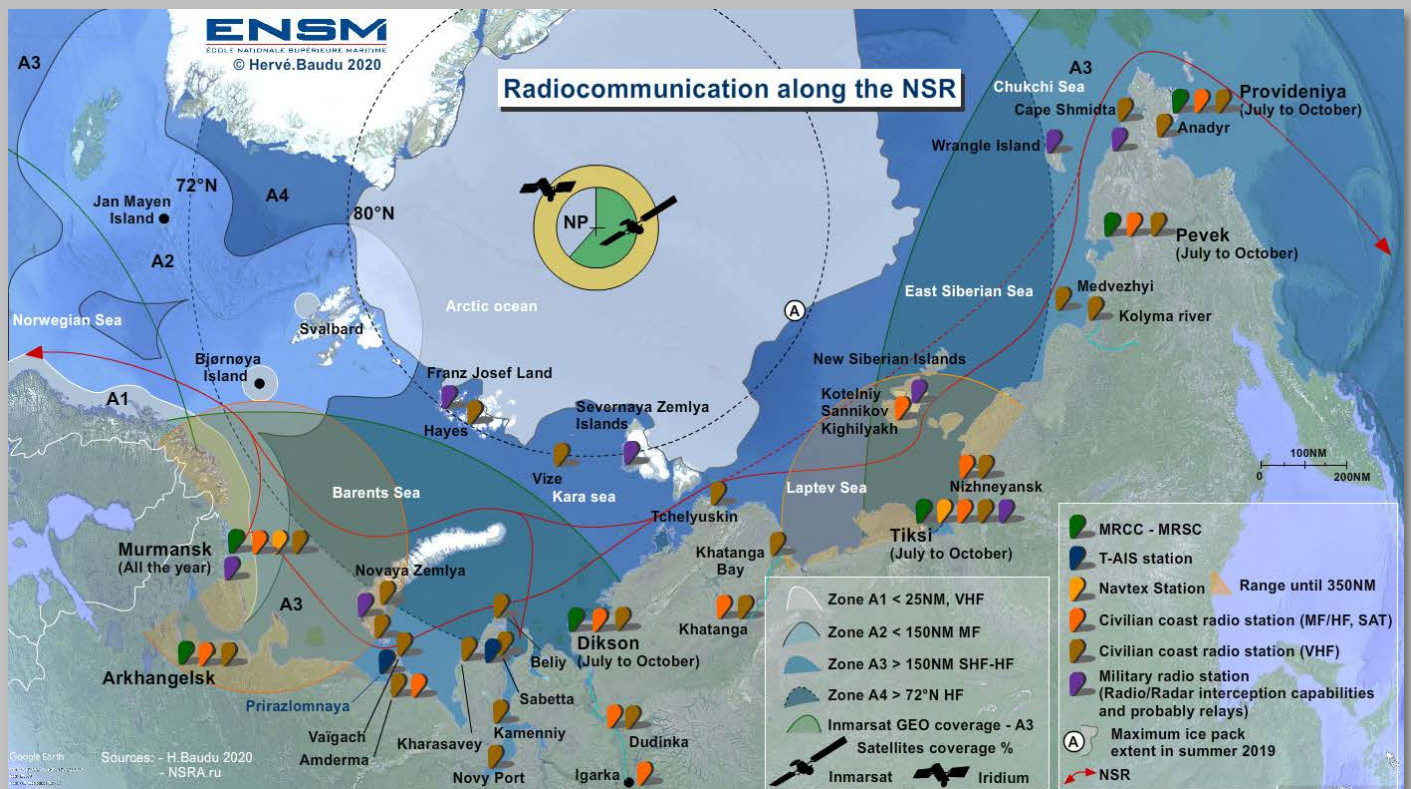 ENSM
ÉCOLE NATIONALE SUPÉRIEURE MARITIME
© Hervé.Baudu 2020
Radiocommunication along the NSR
A3
A3
Chukchi Sea
Cape Shmidta
Provideniya
(July to October)
Anadyr
Wrangle Island
72°N
A4
80°N
Jan Mayen
Island
NP
A2
Pevek
(July to October)
Arctic ocean
A
East Siberian Sea
Medvezhyi
Kolyma river
Norwegian Sea
Svalbard
Bjørnøya
Island
New Siberian Islands
Franz Josef Land
Kotelniy
Sannikov
Kighilyakh
A1
Hayes
Severnaya Zemlya
Islands
100NM
0
200NM
Vize
Kara sea
Barents Sea
Laptev Sea
Nizhneyansk
Tchelyuskin
Tiksi
(July to October)
Murmansk
(All the year)
Khatanga
Bay
Novaya Zemlya
A3
Khatanga
Dikson
(July to October)
Arkhangelsk
Beliy
Sabetta
Prirazlomnaya
Vaïgach
Amderma
Kharasavey
Kamenniy
Novy Port
Dudinka
Igarka
Zone A1 < 25NM, VHF
Zone A2 < 150NM MF
Zone A3 > 150NM SHF-HF
Zone A4 > 72°N HF
Inmarsat GEO coverage - A3
Satellites coverage %
Inmarsat
Iridium
MRCC - MRSC
T-AIS station
Navtex Station
Range until 350NM
Civilian coast radio station (MF/HF, SAT)
Civilian coast radio station (VHF)
Military radio station
(Radio/Radar interception capabilities
and probably relays)
A
Maximum ice pack
extent in summer 2019
NSR
Google Earth
Sources: - H.Baudu 2020
- NSRA.ru